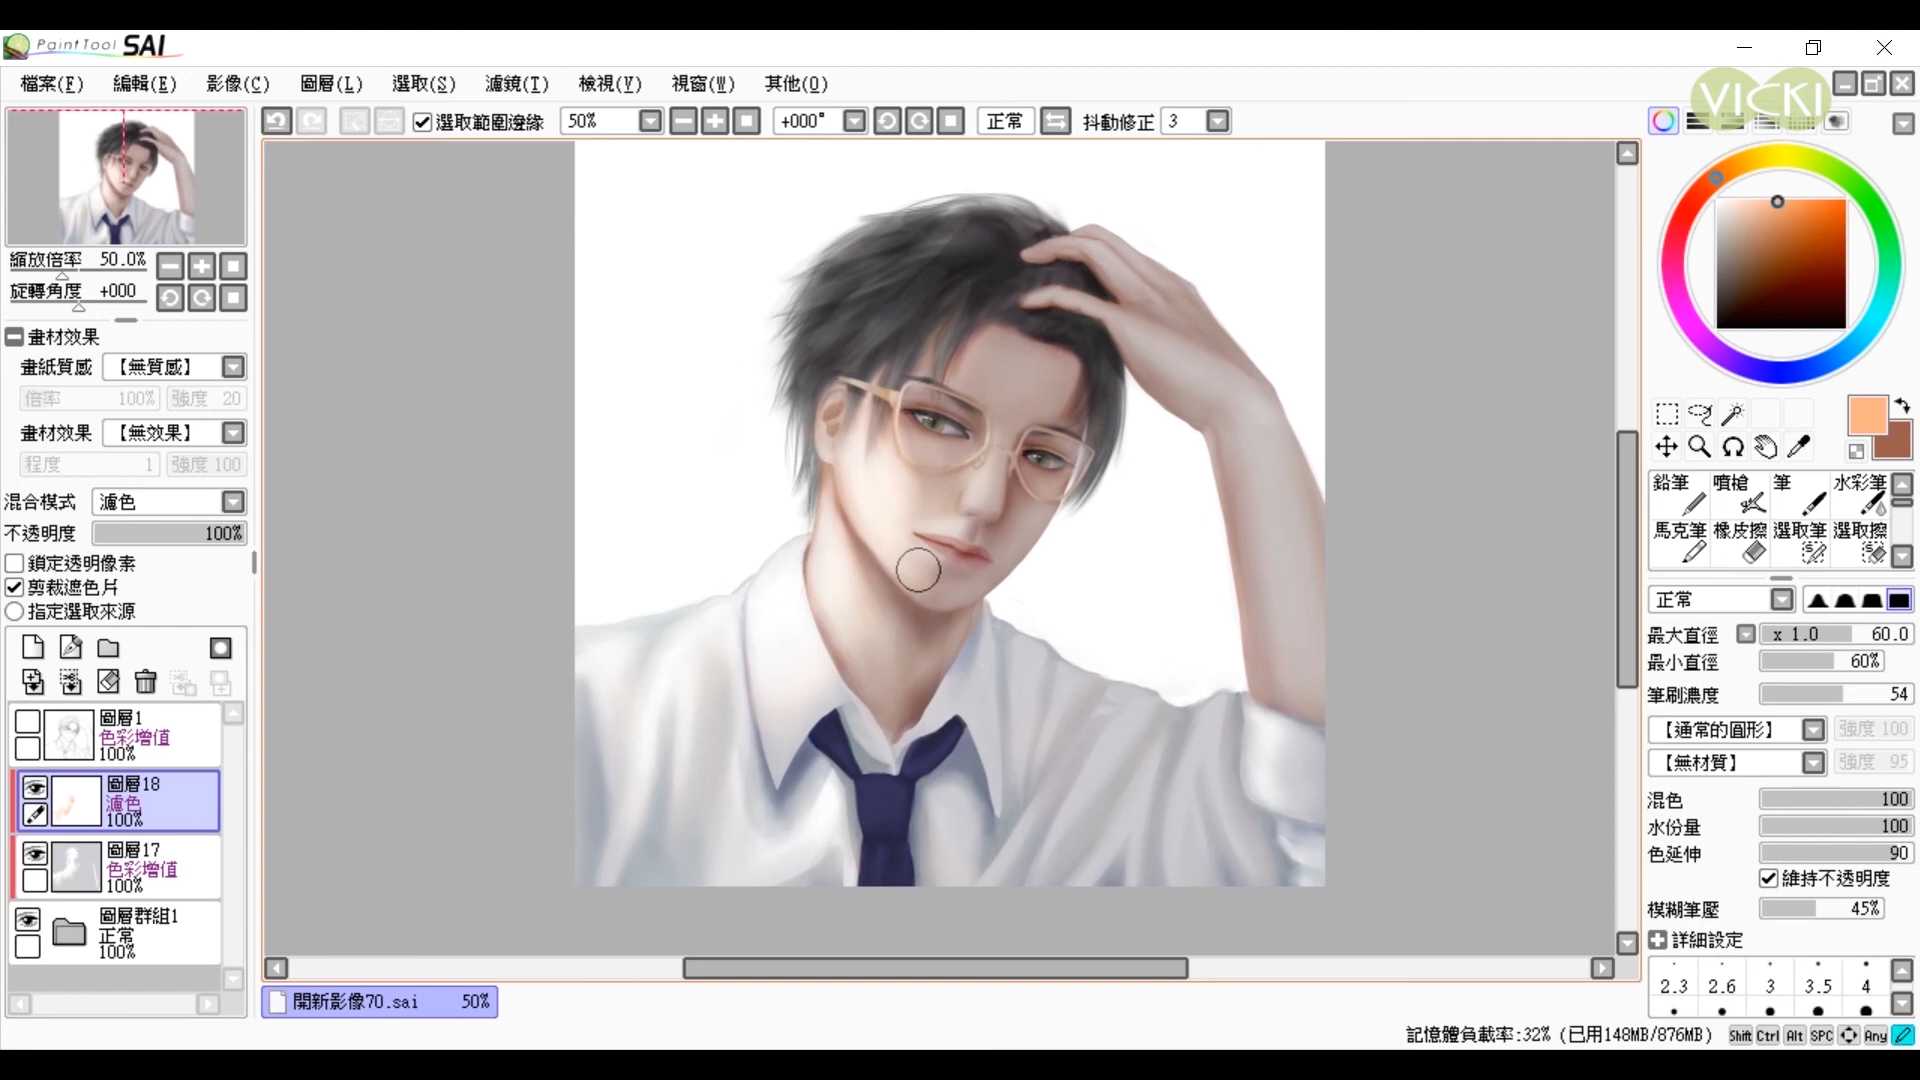 PaintTool SAI
VICKI
檔案(F) 編輯(E) 影像(C) 圖層(L) 選取(S) 濾鏡(T) 檢視(V) 視窗(W) 其他(O)
選取範圍邊緣 50% +000° 正常 抖動修正 3
縮放倍率 50.0%
旋轉角度 +000
畫材效果
畫紙質感 【無質感】
倍率 100% 強度 20
畫材效果 【無效果】
程度 1 強度 100
混合模式 濾色
不透明度 100%
鎖定透明像素
剪裁遮色片
指定選取來源
圖層1
色彩增值
100%
圖層18
濾色
100%
圖層17
色彩增值
100%
圖層群組1
正常
100%
開新影像70.sai 50%
鉛筆 噴槍 筆 水彩筆
馬克筆 橡皮擦 選取筆 選取擦
正常
最大直徑 x 1.0 60.0
最小直徑 60%
筆刷濃度 54
【通常的圓形】 強度 100
【無材質】 強度 95
混色 100
水份量 100
色延伸 90
維持不透明度
模糊筆壓 45%
詳細設定
2.3 2.6 3 3.5 4
記憶體負載率:32% (已用148MB/876MB) Shift Ctrl Alt SPC Any